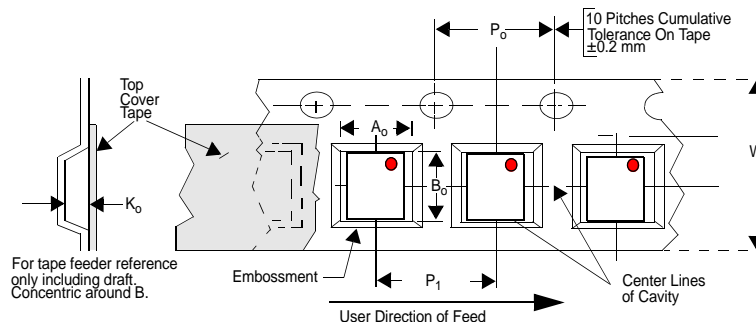 10 Pitches Cumulative
Tolerance On Tape
±0.2 mm
Po
Top
Cover
Tape
Ao
W
Bo
Ko
For tape feeder reference
only including draft.
Concentric around B.
Embossment
P1
Center Lines
of Cavity
User Direction of Feed